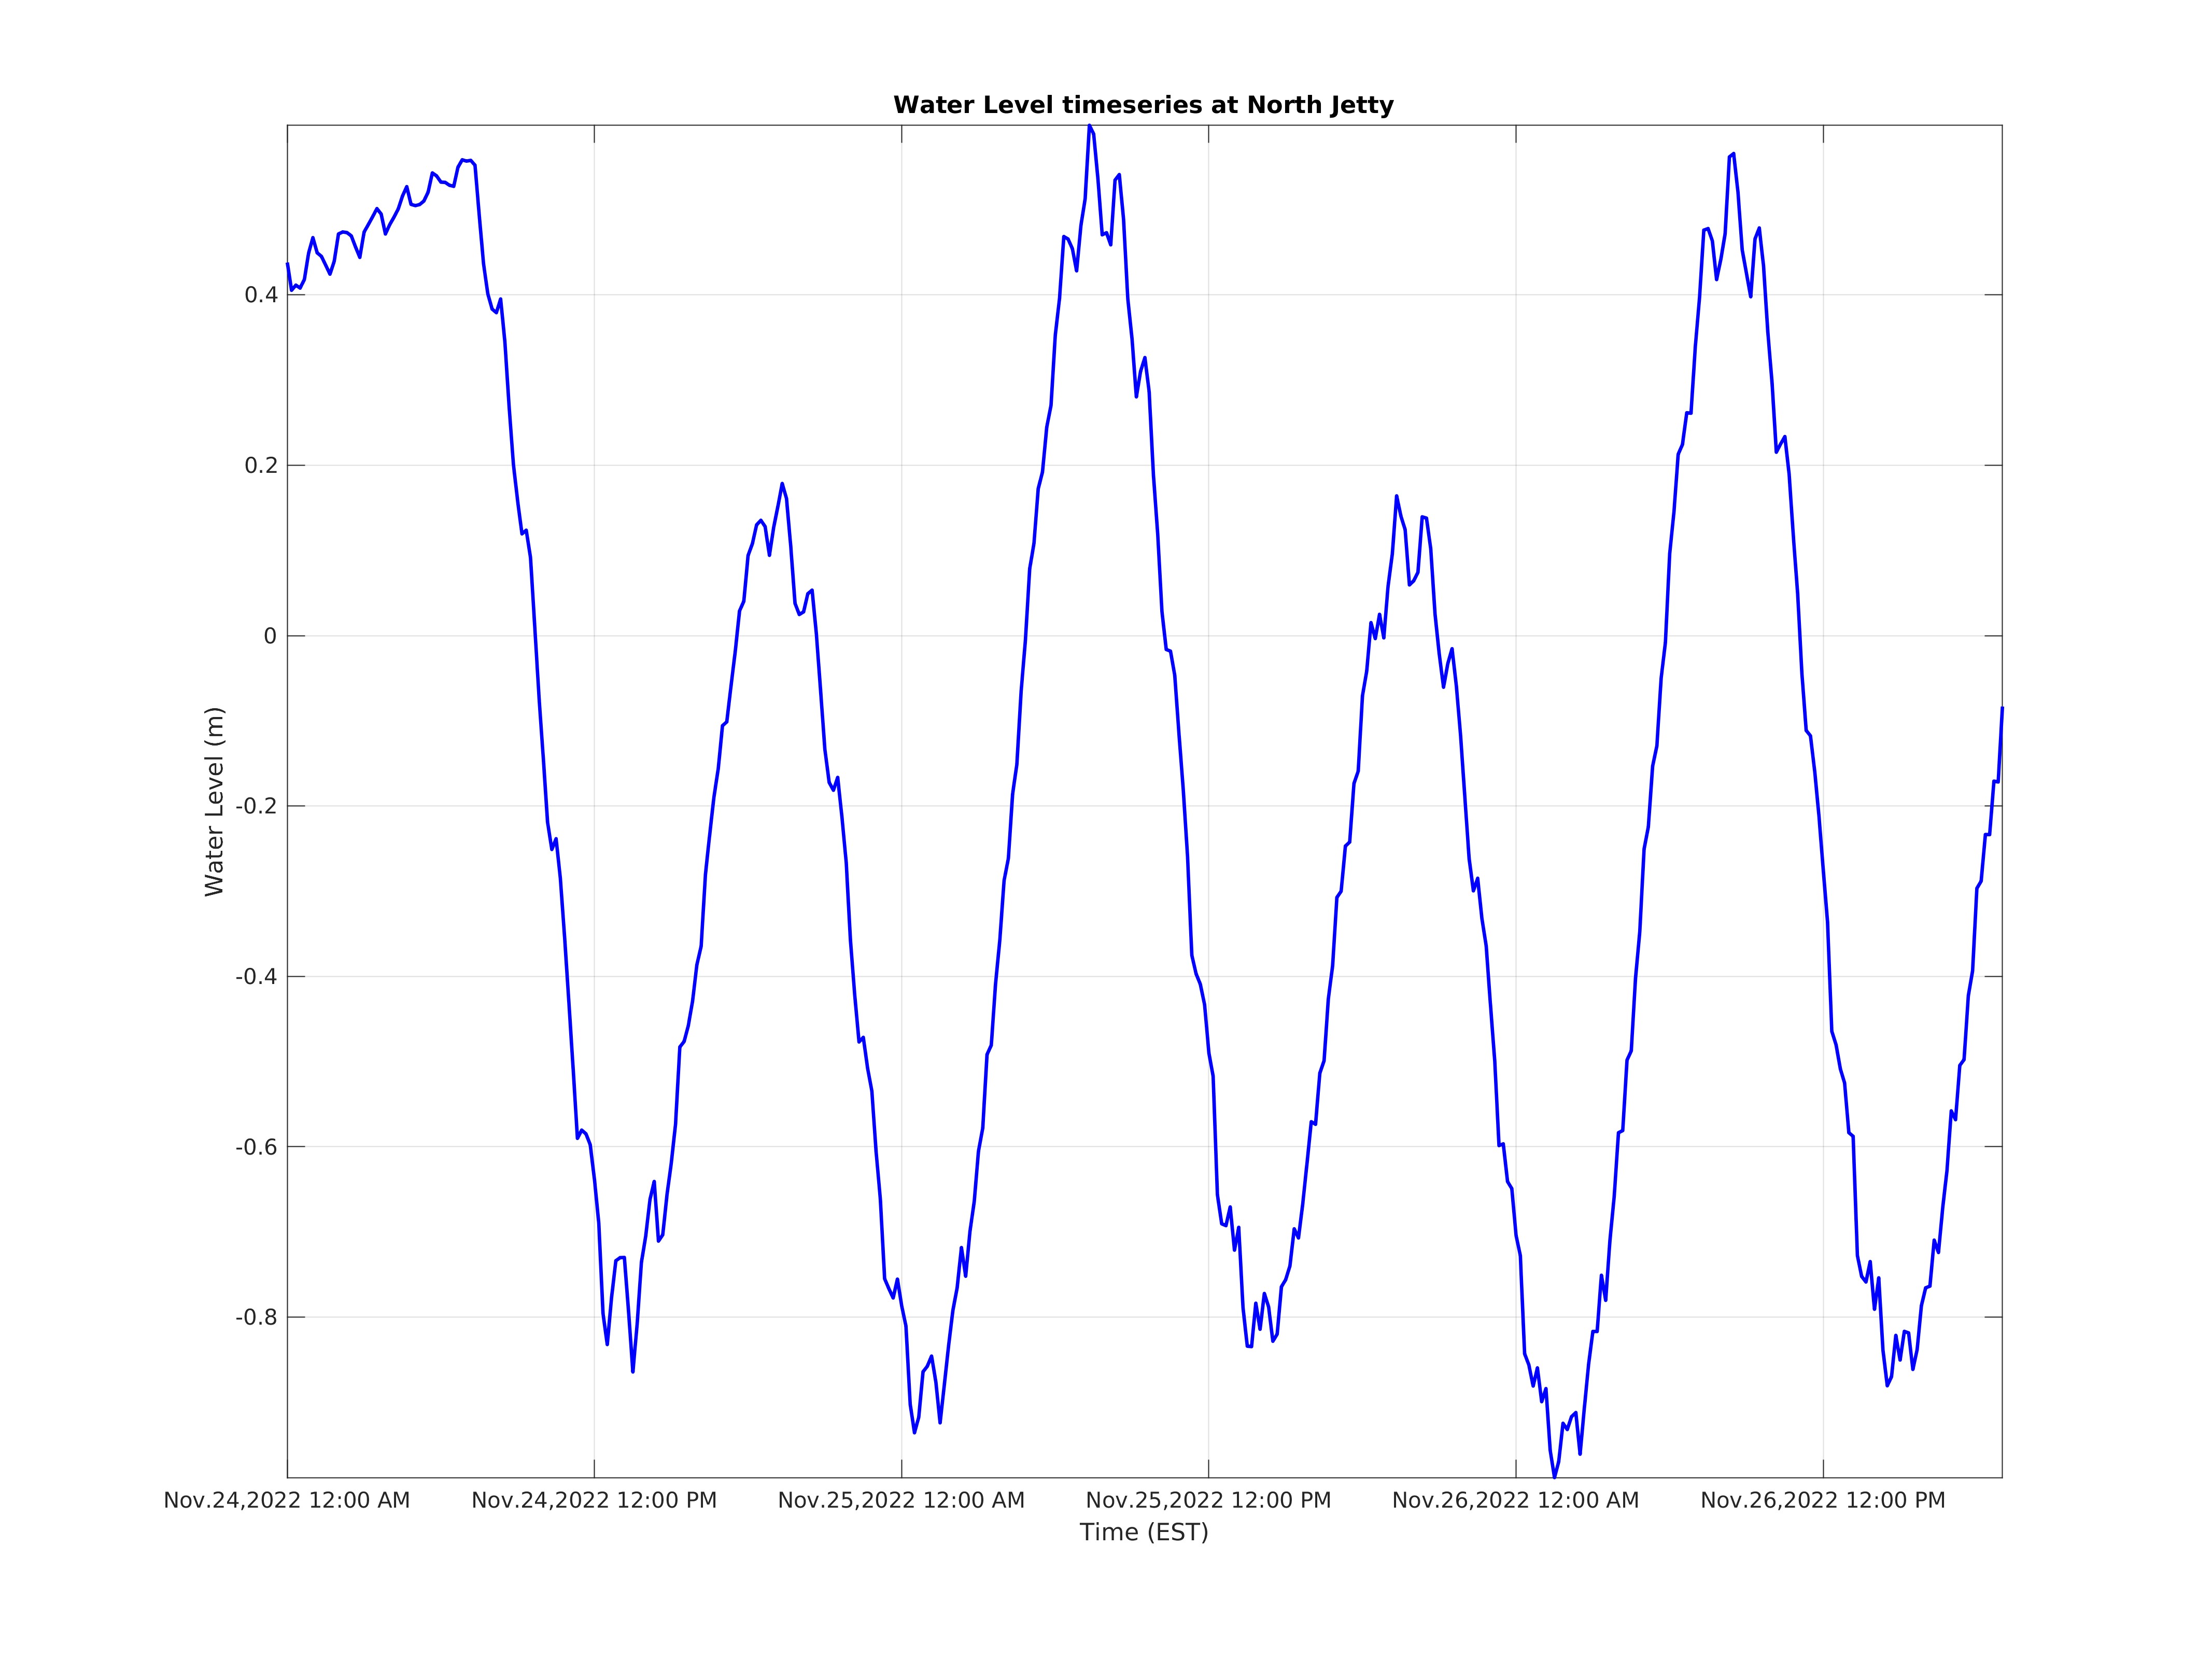 Water Level timeseries at North Jetty
0.4
0.2
0
-0.2
-0.4
-0.6
-0.8
Water Level (m)
Nov.24,2022 12:00 AM Nov.24,2022 12:00 PM Nov.25,2022 12:00 AM Nov.25,2022 12:00 PM Nov.26,2022 12:00 AM Nov.26,2022 12:00 PM
Time (EST)